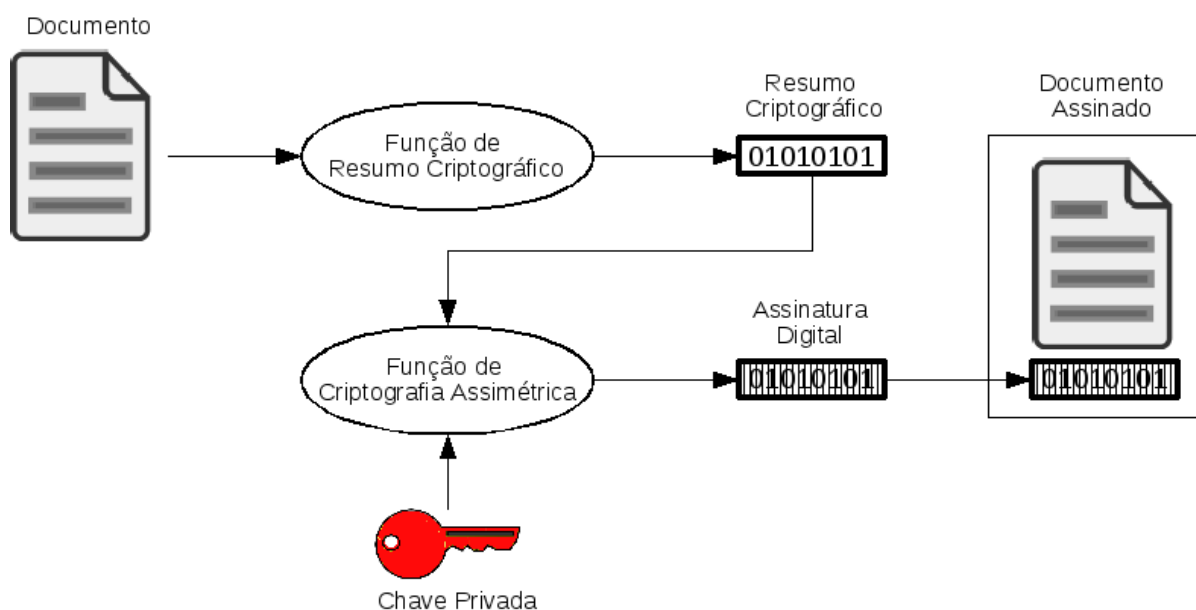 Documento
Função de
Resumo Criptográfico
Resumo
Criptográfico
01010101
Documento
Assinado
Função de
Criptografia Assimétrica
Assinatura
Digital
01010101
01010101
Chave Privada